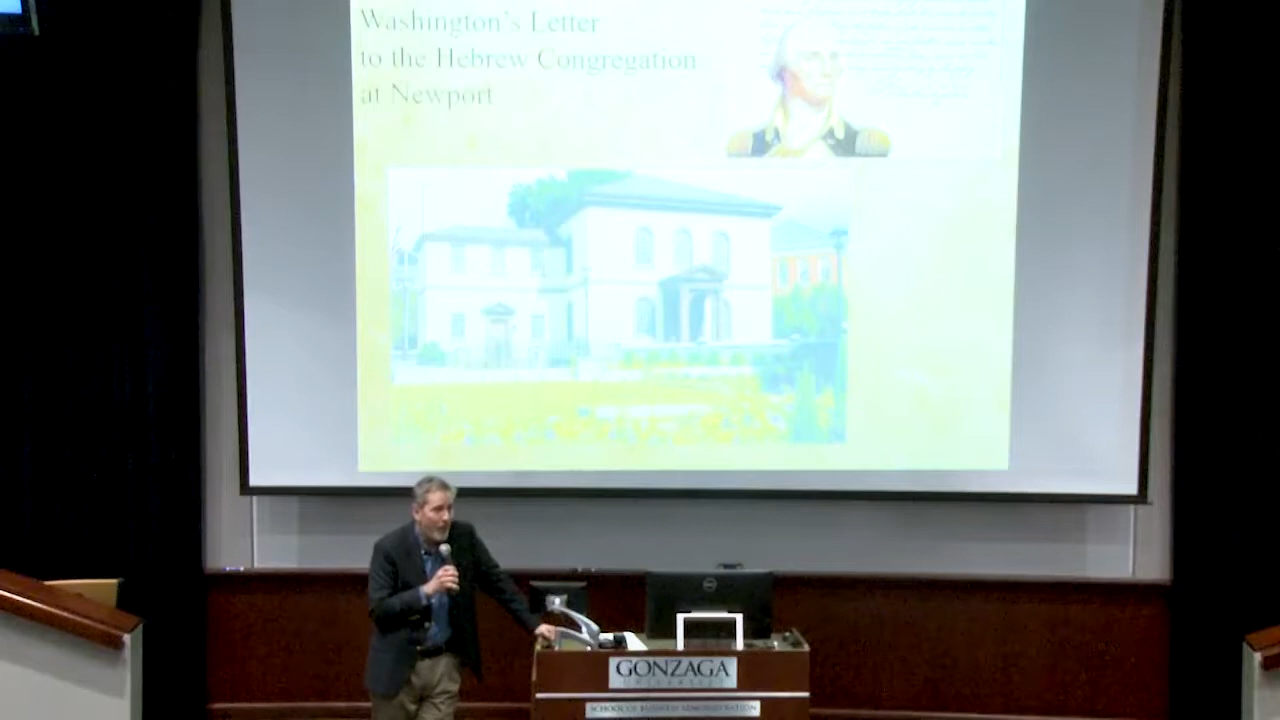 Washington's Letter
to the Hebrew Congregation
at Newport
GONZAGA
UNIVERSITY
SCHOOL OF BUSINESS ADMINISTRATION